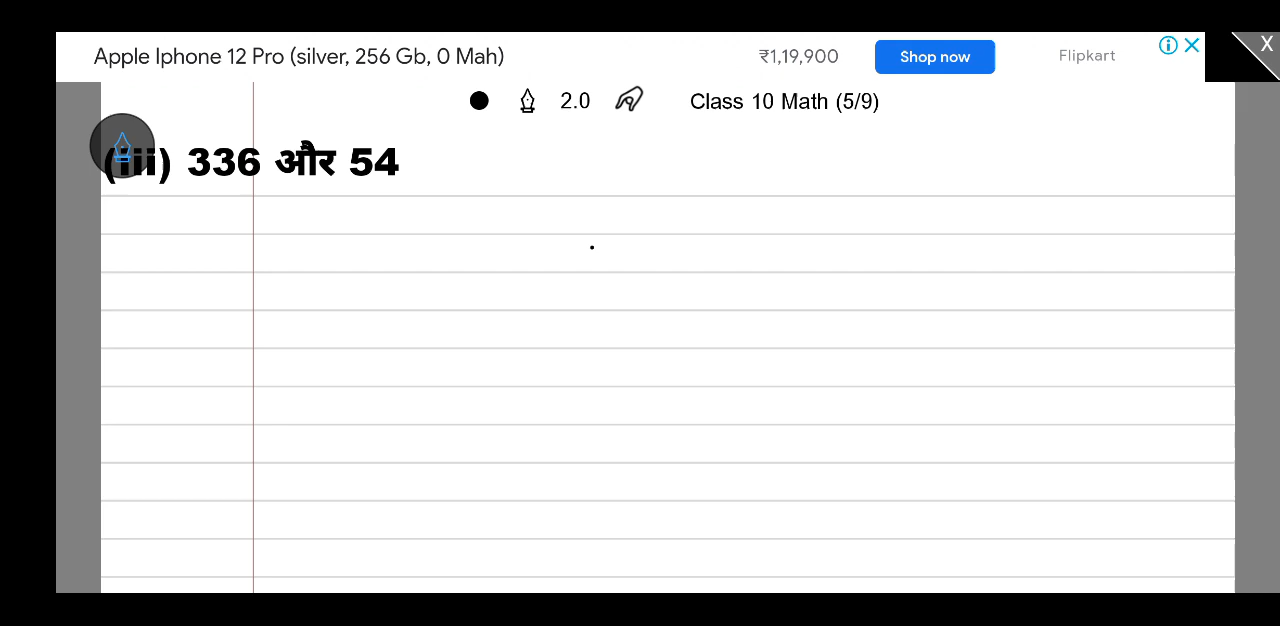 Apple Iphone 12 Pro (silver, 256 Gb, 0 Mah) ₹1,19,900 Shop now Flipkart X
2.0 Class 10 Math (5/9)
(iii) 336 और 54